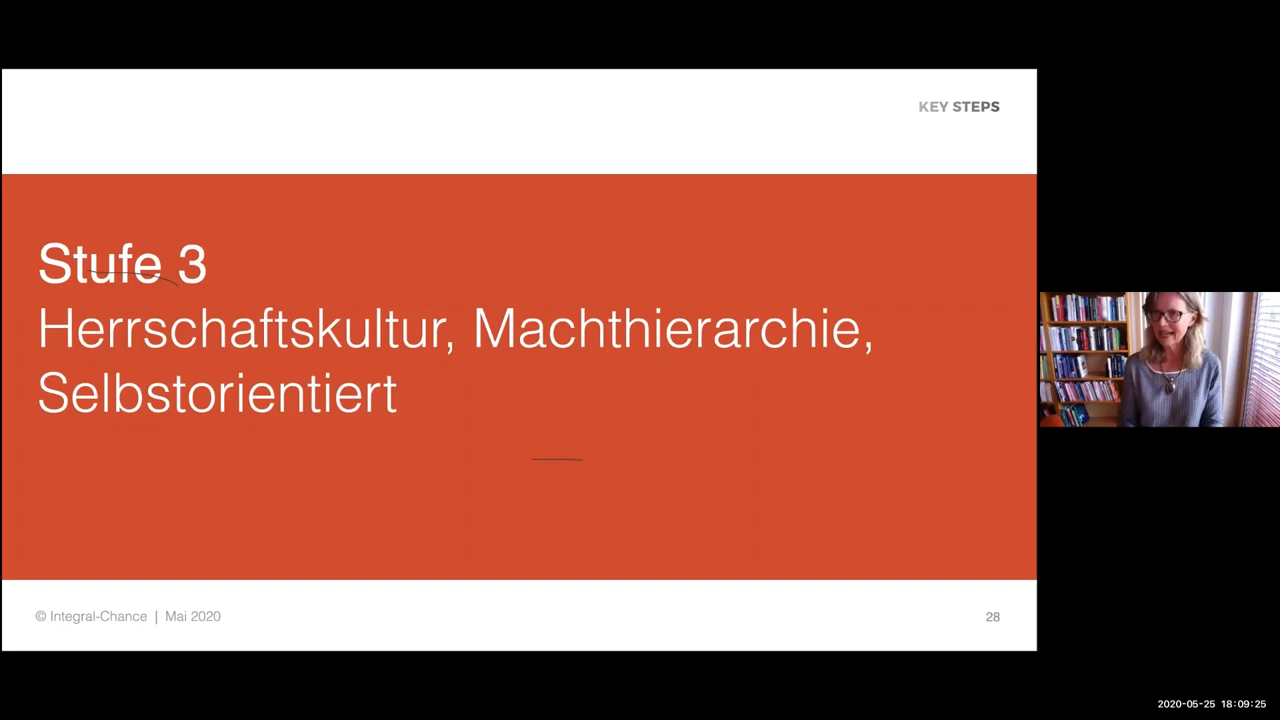 KEY STEPS
Stufe 3
Herrschaftskultur, Machthierarchie,
Selbstorientiert
© Integral-Chance | Mai 2020
28
2020-05-25 18:09:25